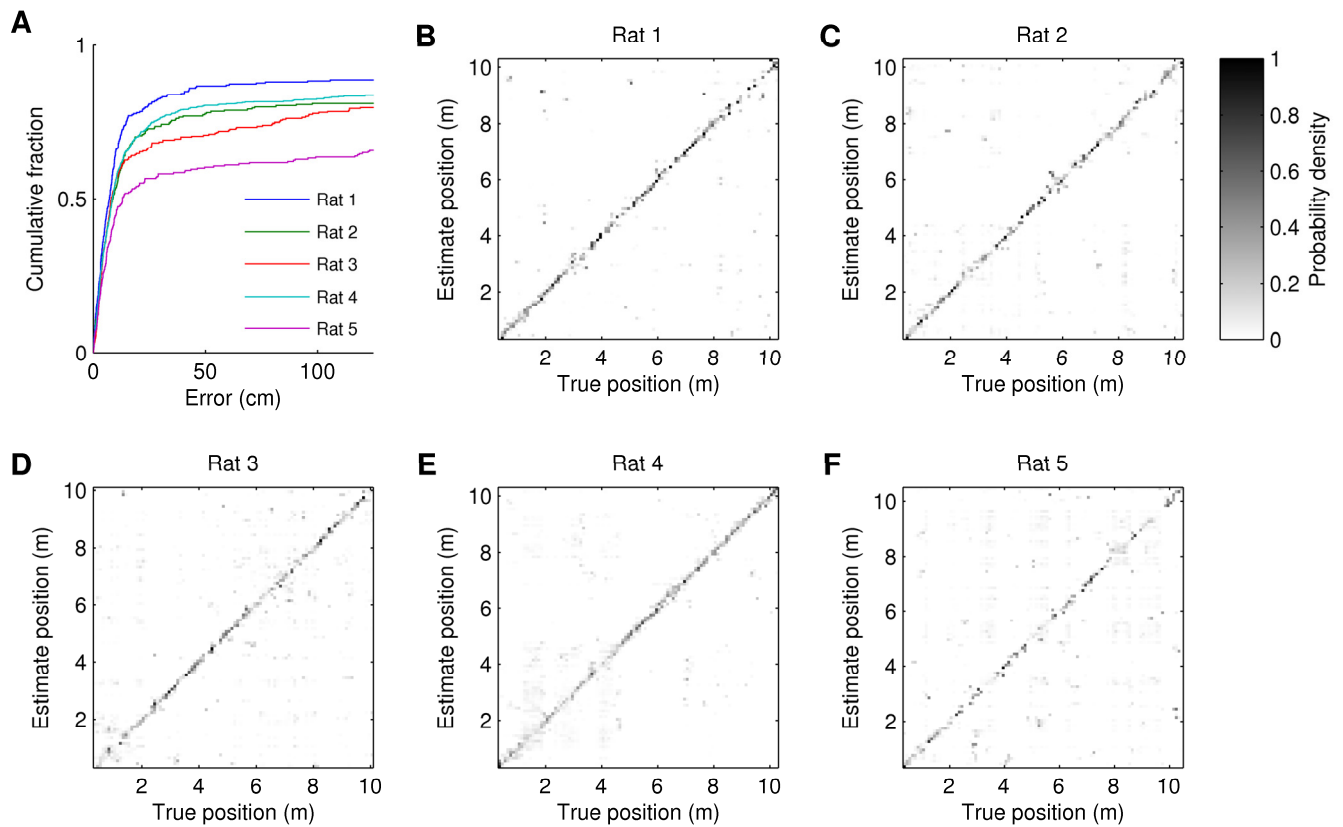 A
1
0.5
0
Cumulative fraction
Rat 1
Rat 2
Rat 3
Rat 4
Rat 5
0 50 100
Error (cm)
B
Rat 1
10
8
6
4
2
Estimate position (m)
2 4 6 8 10
True position (m)
C
Rat 2
10
8
6
4
2
Estimate position (m)
2 4 6 8 10
True position (m)
1
0.8
0.6
0.4
0.2
0
Probability density
D
Rat 3
10
8
6
4
2
Estimate position (m)
2 4 6 8 10
True position (m)
E
Rat 4
10
8
6
4
2
Estimate position (m)
2 4 6 8 10
True position (m)
F
Rat 5
10
8
6
4
2
Estimate position (m)
2 4 6 8 10
True position (m)